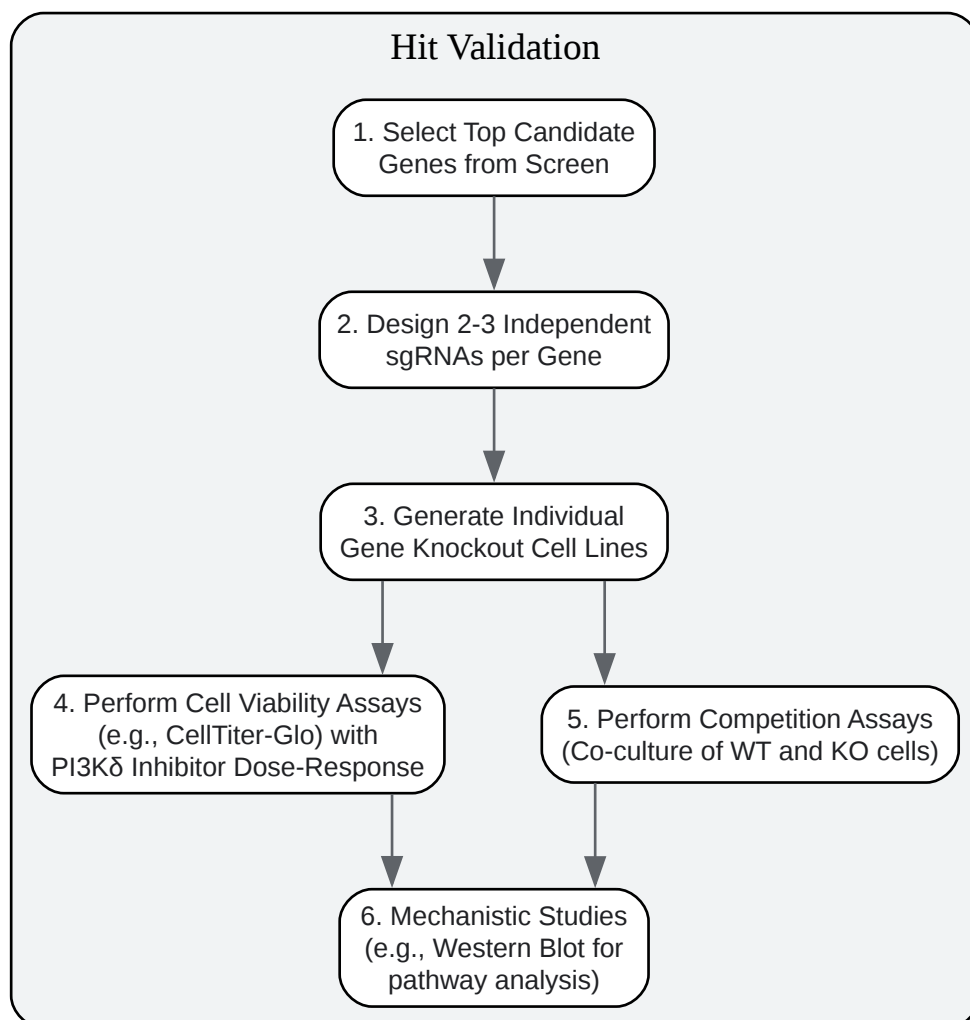 Hit Validation
1. Select Top Candidate
Genes from Screen
2. Design 2-3 Independent
sgRNAs per Gene
3. Generate Individual
Gene Knockout Cell Lines
4. Perform Cell Viability Assays
(e.g., CellTiter-Glo) with
PI3Kδ Inhibitor Dose-Response
5. Perform Competition Assays
(Co-culture of WT and KO cells)
6. Mechanistic Studies
(e.g., Western Blot for
pathway analysis)